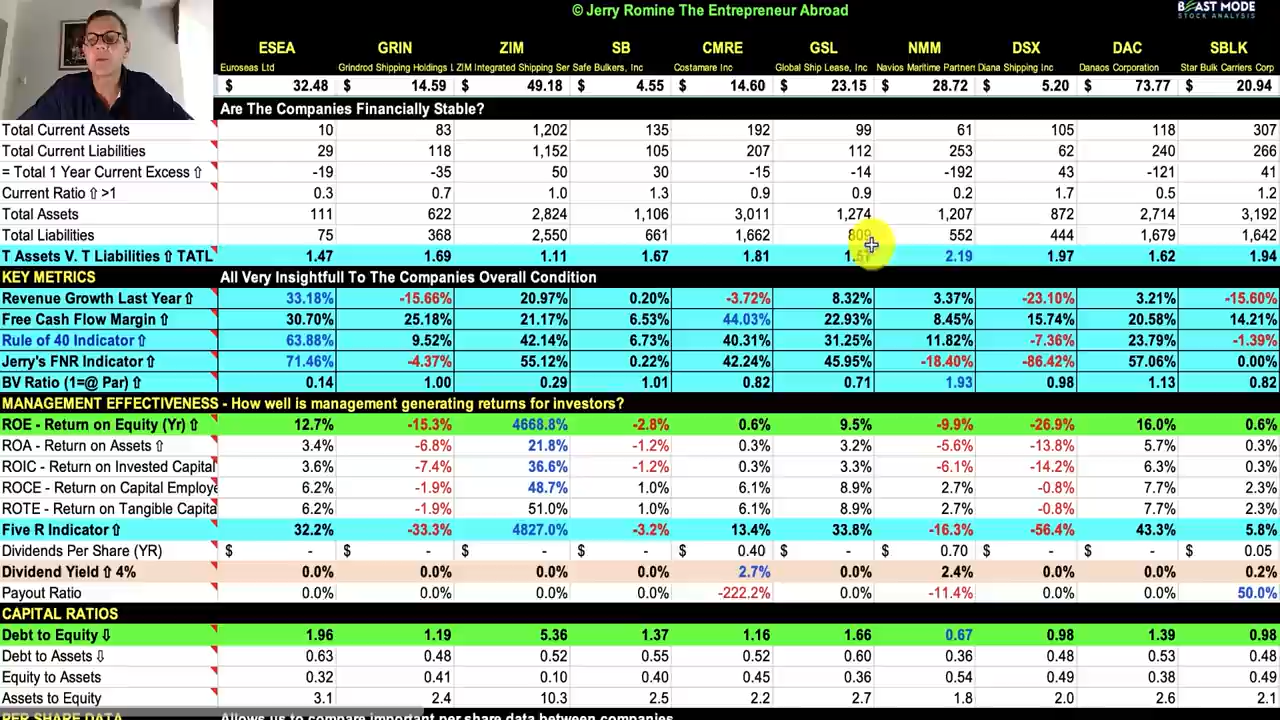 © Jerry Romine The Entrepreneur Abroad
BEAST MODE
STOCK ANALYSIS
ESEA GRIN ZIM SB CMRE GSL NMM DSX DAC SBLK
Euroseas Ltd Grindrod Shipping Holdings L ZIM Integrated Shipping Ser Safe Bulkers, Inc Costamare Inc Global Ship Lease, Inc Navios Maritime Partner Diana Shipping Inc Danaos Corporation Star Bulk Carriers Corp
$ 32.48 $ 14.59 $ 49.18 $ 4.55 $ 14.60 $ 23.15 $ 28.72 $ 5.20 $ 73.77 $ 20.94
Are The Companies Financially Stable?
Total Current Assets 10 83 1,202 135 192 99 61 105 118 307
Total Current Liabilities 29 118 1,152 105 207 112 253 62 240 266
= Total 1 Year Current Excess ⇧ -19 -35 50 30 -15 -14 -192 43 -121 41
Current Ratio ⇧ >1 0.3 0.7 1.0 1.3 0.9 0.9 0.2 1.7 0.5 1.2
Total Assets 111 622 2,824 1,106 3,011 1,274 1,207 872 2,714 3,192
Total Liabilities 75 368 2,550 661 1,662 809 552 444 1,679 1,642
T Assets V. T Liabilities ⇧ TATL 1.47 1.69 1.11 1.67 1.81 1.57 2.19 1.97 1.62 1.94
KEY METRICS All Very Insightfull To The Companies Overall Condition
Revenue Growth Last Year ⇧ 33.18% -15.66% 20.97% 0.20% -3.72% 8.32% 3.37% -23.10% 3.21% -15.60%
Free Cash Flow Margin ⇧ 30.70% 25.18% 21.17% 6.53% 44.03% 22.93% 8.45% 15.74% 20.58% 14.21%
Rule of 40 Indicator ⇧ 63.88% 9.52% 42.14% 6.73% 40.31% 31.25% 11.82% -7.36% 23.79% -1.39%
Jerry's FNR Indicator ⇧ 71.46% -4.37% 55.12% 0.22% 42.24% 45.95% -18.40% -86.42% 57.06% 0.00%
BV Ratio (1=@ Par) ⇧ 0.14 1.00 0.29 1.01 0.82 0.71 1.93 0.98 1.13 0.82
MANAGEMENT EFFECTIVENESS - How well is management generating returns for investors?
ROE - Return on Equity (Yr) ⇧ 12.7% -15.3% 4668.8% -2.8% 0.6% 9.5% -9.9% -26.9% 16.0% 0.6%
ROA - Return on Assets ⇧ 3.4% -6.8% 21.8% -1.2% 0.3% 3.2% -5.6% -13.8% 5.7% 0.3%
ROIC - Return on Invested Capital 3.6% -7.4% 36.6% -1.2% 0.3% 3.3% -6.1% -14.2% 6.3% 0.3%
ROCE - Return on Capital Employe 6.2% -1.9% 48.7% 1.0% 6.1% 8.9% 2.7% -0.8% 7.7% 2.3%
ROTE - Return on Tangible Capita 6.2% -1.9% 51.0% 1.0% 6.1% 8.9% 2.7% -0.8% 7.7% 2.3%
Five R Indicator ⇧ 32.2% -33.3% 4827.0% -3.2% 13.4% 33.8% -16.3% -56.4% 43.3% 5.8%
Dividends Per Share (YR) $ - $ - $ - $ - $ 0.40 $ - $ 0.70 $ - $ - $ 0.05
Dividend Yield ⇧ 4% 0.0% 0.0% 0.0% 0.0% 2.7% 0.0% 2.4% 0.0% 0.0% 0.2%
Payout Ratio 0.0% 0.0% 0.0% 0.0% -222.2% 0.0% -11.4% 0.0% 0.0% 50.0%
CAPITAL RATIOS
Debt to Equity ⇩ 1.96 1.19 5.36 1.37 1.16 1.66 0.67 0.98 1.39 0.98
Debt to Assets ⇩ 0.63 0.48 0.52 0.55 0.52 0.60 0.36 0.48 0.53 0.48
Equity to Assets 0.32 0.41 0.10 0.40 0.45 0.36 0.54 0.49 0.38 0.49
Assets to Equity 3.1 2.4 10.3 2.5 2.2 2.7 1.8 2.0 2.6 2.1
PER SHARE DATA Allows us to compare important per share data between companies